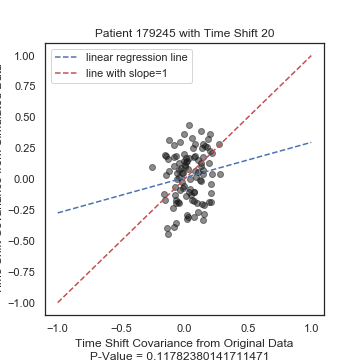 Patient 179245 with Time Shift 20
linear regression line
line with slope=1
1.00
0.75
0.50
0.25
0.00
−0.25
−0.50
−0.75
−1.00
−1.0
−0.5
0.0
0.5
1.0
Time Shift Covariance from Original Data
P-Value = 0.11782380141711471